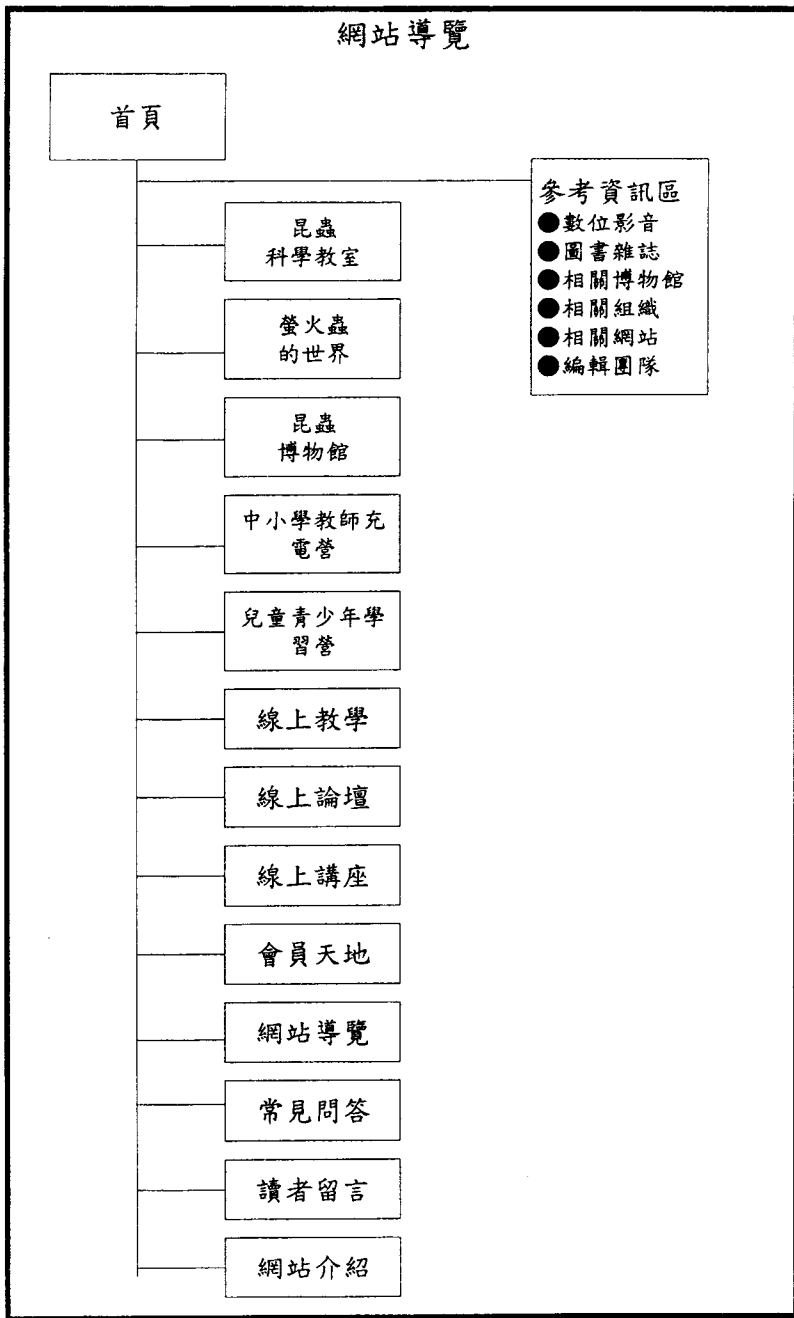 網站導覽
首頁
參考資訊區
●數位影音
●圖書雜誌
●相關博物館
●相關組織
●相關網站
●編輯團隊
昆蟲
科學教室
螢火蟲
的世界
昆蟲
博物館
中小學教師充
電營
兒童青少年學
習營
線上教學
線上論壇
線上講座
會員天地
網站導覽
常見問答
讀者留言
網站介紹